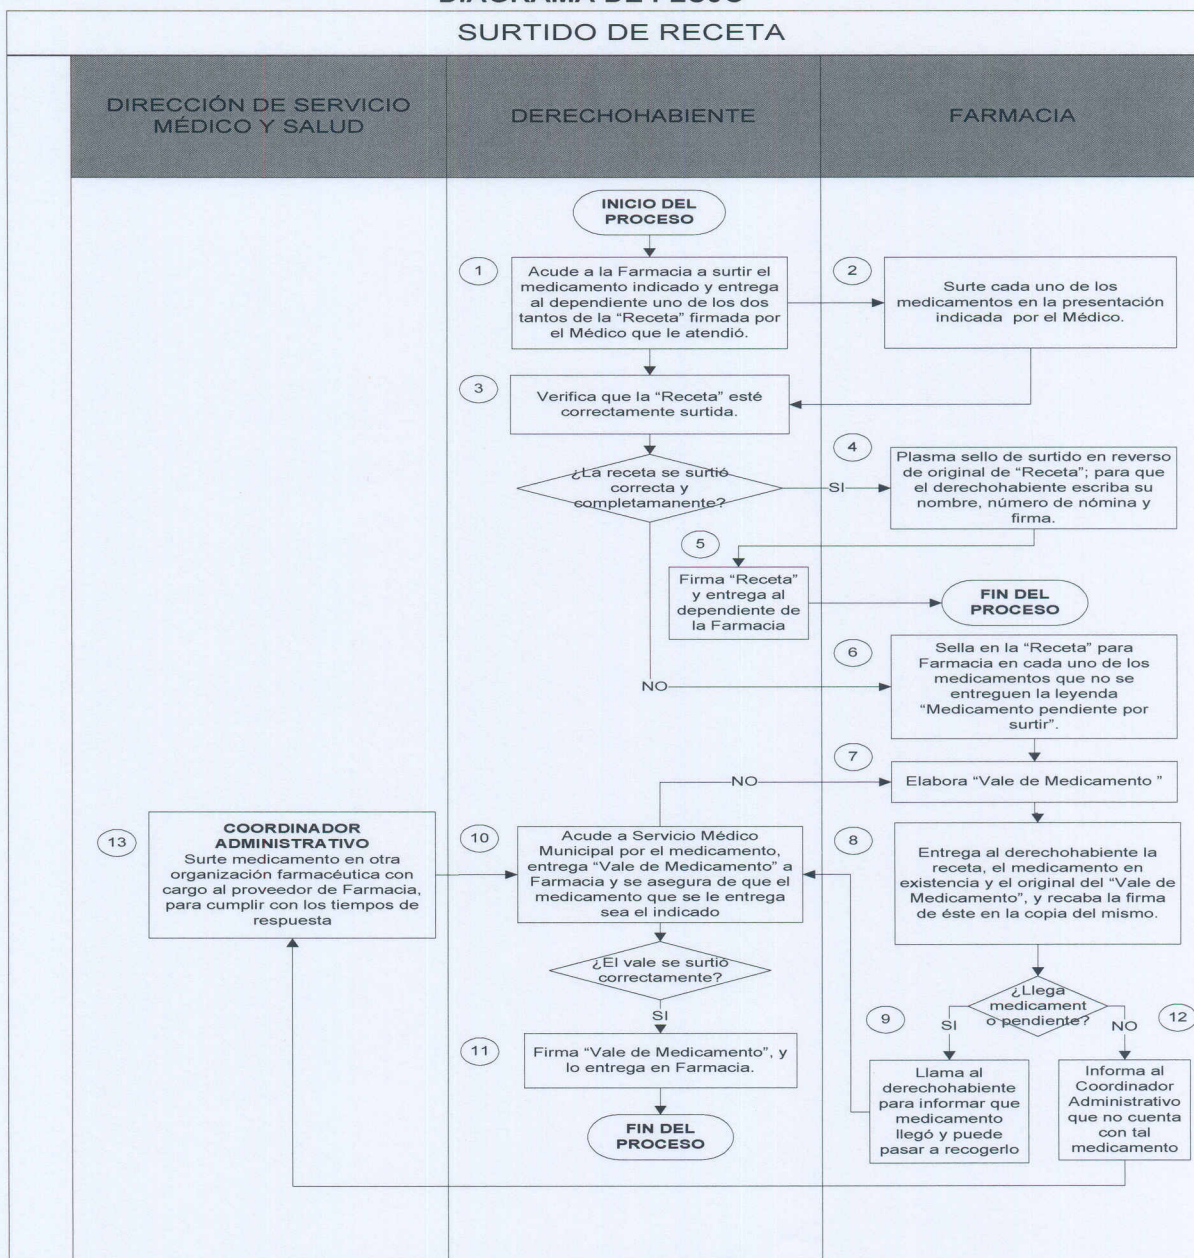 DIAGRAMA DE FLUJO
SURTIDO DE RECETA
DIRECCIÓN DE SERVICIO
MÉDICO Y SALUD
DERECHOHABIENTE
FARMACIA
INICIO DEL
PROCESO
1
Acude a la Farmacia a surtir el
medicamento indicado y entrega
al dependiente uno de los dos
tantos de la “Receta” firmada por
el Médico que le atendió.
2
Surte cada uno de los
medicamentos en la presentación
indicada por el Médico.
3
Verifica que la “Receta” esté
correctamente surtida.
¿La receta se surtió
correcta y
completamanente?
SI
4
Plasma sello de surtido en reverso
de original de “Receta”; para que
el derechohabiente escriba su
nombre, número de nómina y
firma.
5
Firma “Receta”
y entrega al
dependiente de
la Farmacia
FIN DEL
PROCESO
NO
6
Sella en la “Receta” para
Farmacia en cada uno de los
medicamentos que no se
entreguen la leyenda
“Medicamento pendiente por
surtir”.
NO
7
Elabora “Vale de Medicamento ”
13
COORDINADOR
ADMINISTRATIVO
Surte medicamento en otra
organización farmacéutica con
cargo al proveedor de Farmacia,
para cumplir con los tiempos de
respuesta
10
Acude a Servicio Médico
Municipal por el medicamento,
entrega “Vale de Medicamento” a
Farmacia y se asegura de que el
medicamento que se le entrega
sea el indicado
8
Entrega al derechohabiente la
receta, el medicamento en
existencia y el original del “Vale de
Medicamento”, y recaba la firma
de éste en la copia del mismo.
¿El vale se surtió
correctamente?
SI
¿Llega
medicament
o pendiente?
9
SI
NO
12
11
Firma “Vale de Medicamento”, y
lo entrega en Farmacia.
FIN DEL
PROCESO
Llama al
derechohabiente
para informar que
medicamento
llegó y puede
pasar a recogerlo
Informa al
Coordinador
Administrativo
que no cuenta
con tal
medicamento